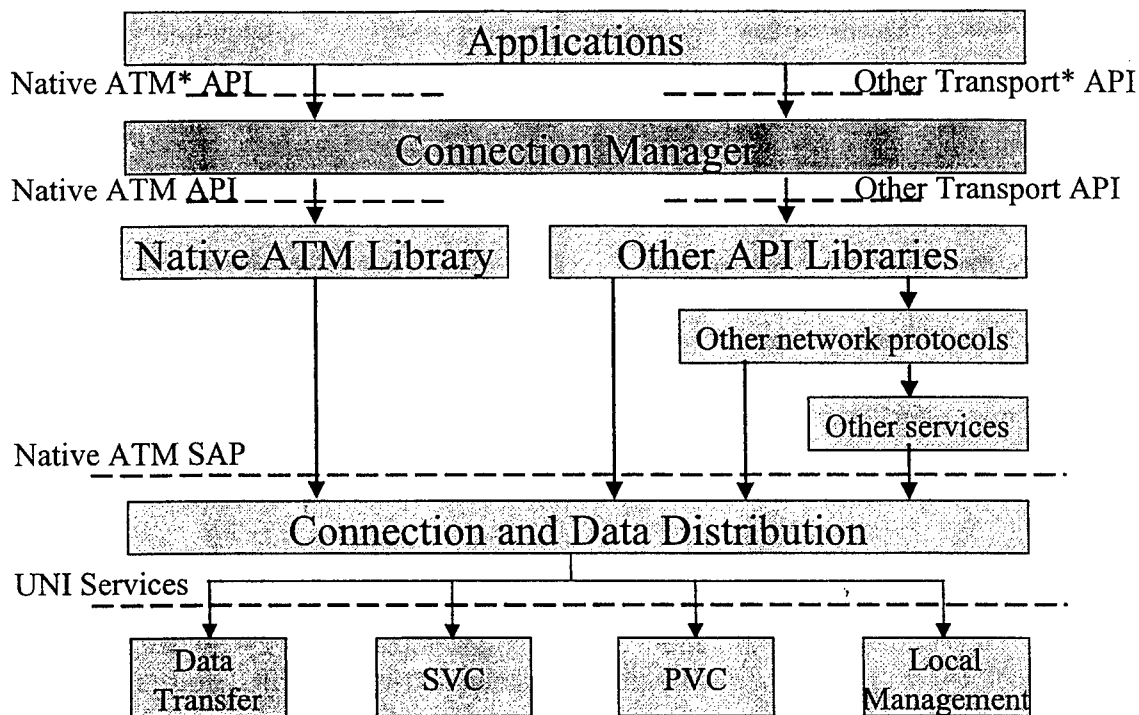 Applications
Native ATM* API
Other Transport* API
Connection Manager
Native ATM API
Other Transport API
Native ATM Library
Other API Libraries
Other network protocols
Other services
Native ATM SAP
Connection and Data Distribution
UNI Services
Data
Transfer
SVC
PVC
Local
Management